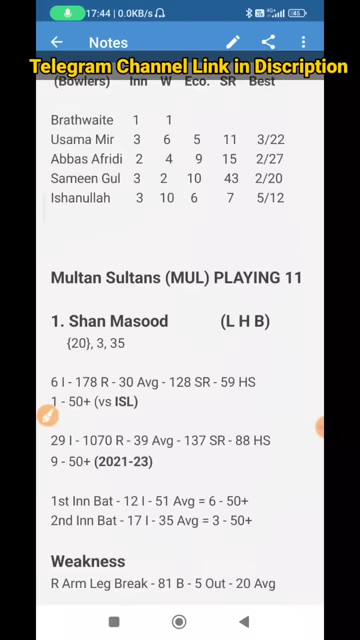 17:44 | 0.0KB/s
4G+
45
Notes
Telegram Channel Link in Discription
(Bowlers) Inn W Eco. SR Best
Brathwaite 1 1
Usama Mir 3 6 5 11 3/22
Abbas Afridi 2 4 9 15 2/27
Sameen Gul 3 2 10 43 2/20
Ishanullah 3 10 6 7 5/12
Multan Sultans (MUL) PLAYING 11
1. Shan Masood (L H B)
{20}, 3, 35
6 I - 178 R - 30 Avg - 128 SR - 59 HS
1 - 50+ (vs ISL)
29 I - 1070 R - 39 Avg - 137 SR - 88 HS
9 - 50+ (2021-23)
1st Inn Bat - 12 I - 51 Avg = 6 - 50+
2nd Inn Bat - 17 I - 35 Avg = 3 - 50+
Weakness
R Arm Leg Break - 81 B - 5 Out - 20 Avg